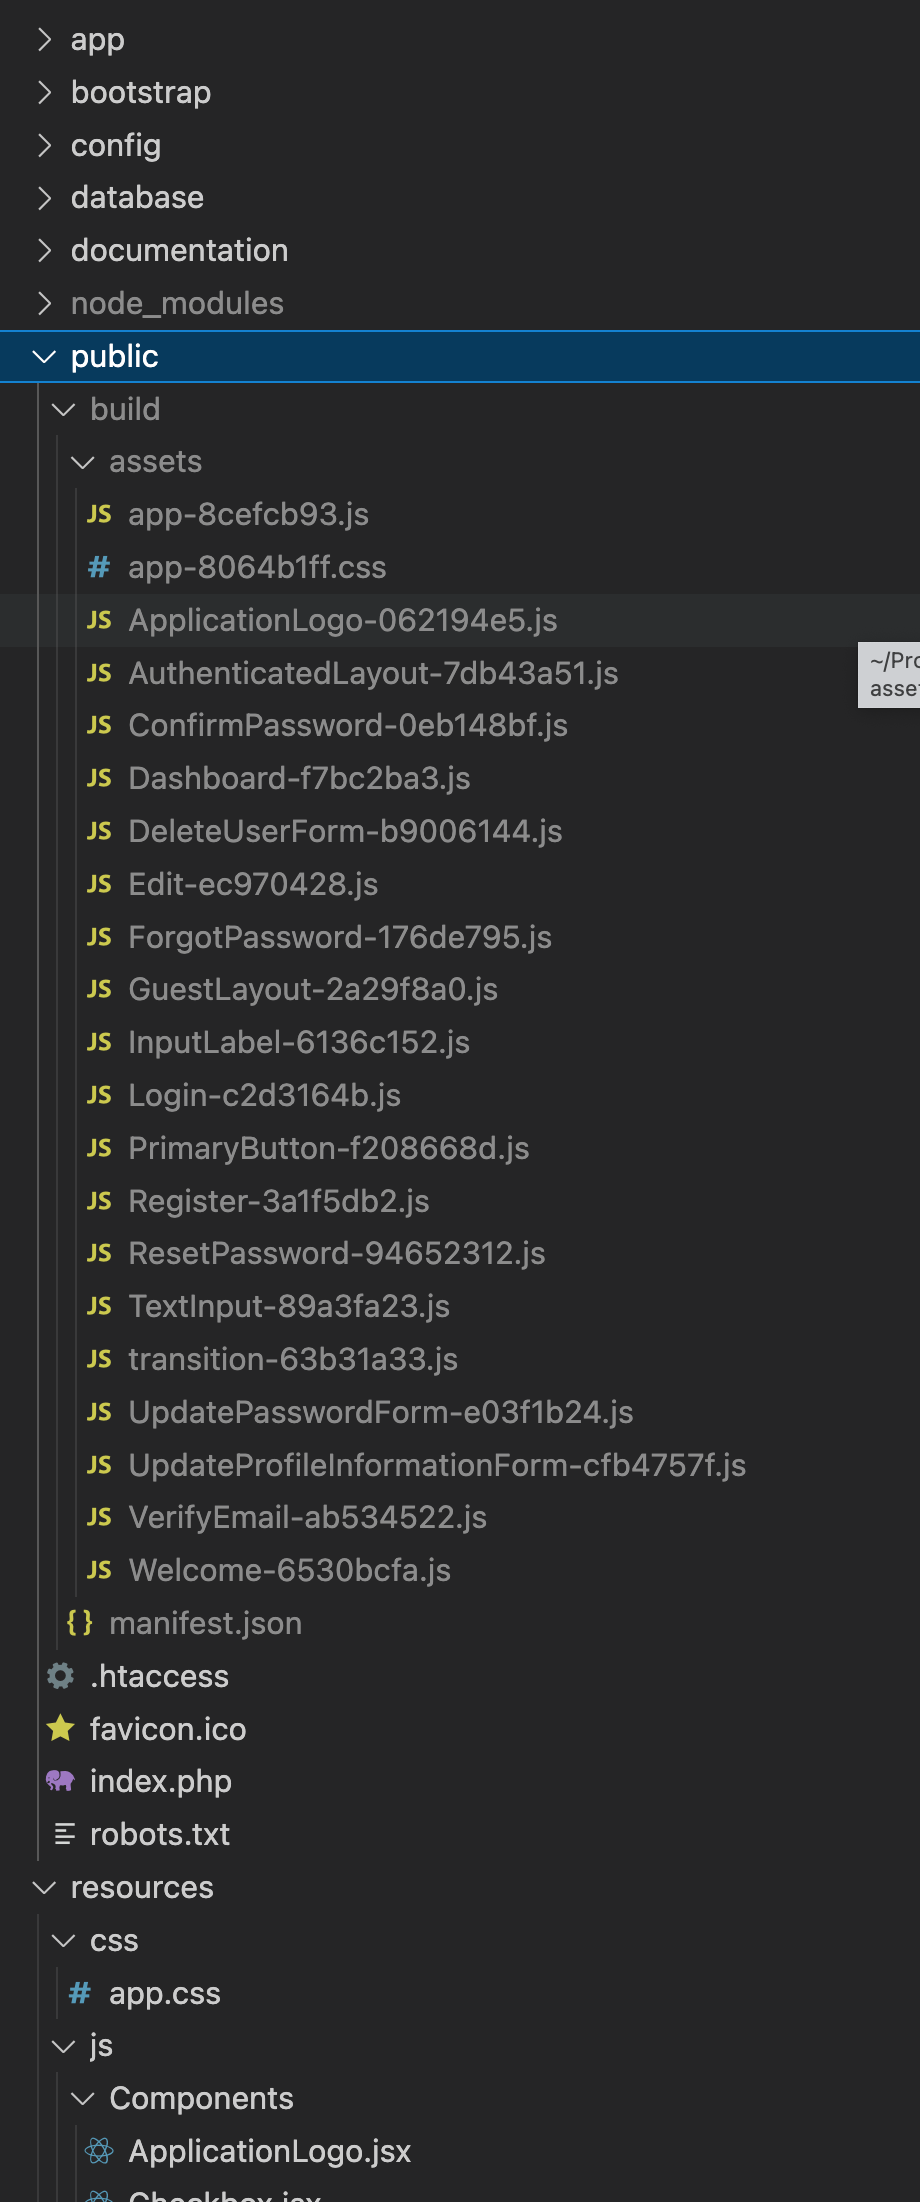 app
bootstrap
config
database
documentation
node_modules
public
build
assets
JS app-8cefcb93.js
# app-8064b1ff.css
JS ApplicationLogo-062194e5.js
~/Pro
asse
JS AuthenticatedLayout-7db43a51.js
JS ConfirmPassword-0eb148bf.js
JS Dashboard-f7bc2ba3.js
JS DeleteUserForm-b9006144.js
JS Edit-ec970428.js
JS ForgotPassword-176de795.js
JS GuestLayout-2a29f8a0.js
JS InputLabel-6136c152.js
JS Login-c2d3164b.js
JS PrimaryButton-f208668d.js
JS Register-3a1f5db2.js
JS ResetPassword-94652312.js
JS TextInput-89a3fa23.js
JS transition-63b31a33.js
JS UpdatePasswordForm-e03f1b24.js
JS UpdateProfileInformationForm-cfb4757f.js
JS VerifyEmail-ab534522.js
JS Welcome-6530bcfa.js
{} manifest.json
.htaccess
favicon.ico
index.php
robots.txt
resources
css
# app.css
js
Components
ApplicationLogo.jsx
Checkbox.jsx